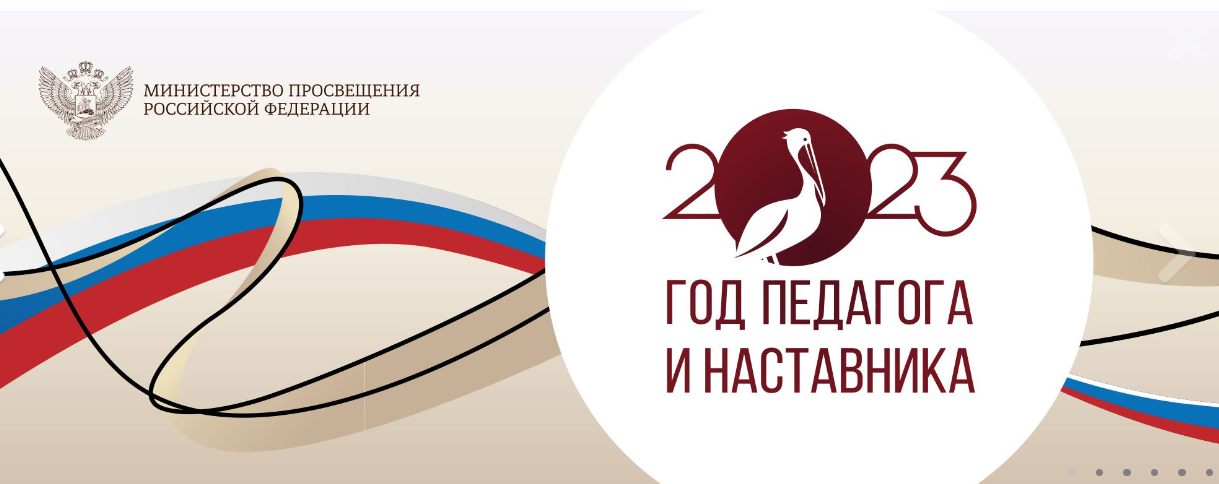 МИНИСТЕРСТВО ПРОСВЕЩЕНИЯ
РОССИЙСКОЙ ФЕДЕРАЦИИ
2023
ГОД ПЕДАГОГА
И НАСТАВНИКА